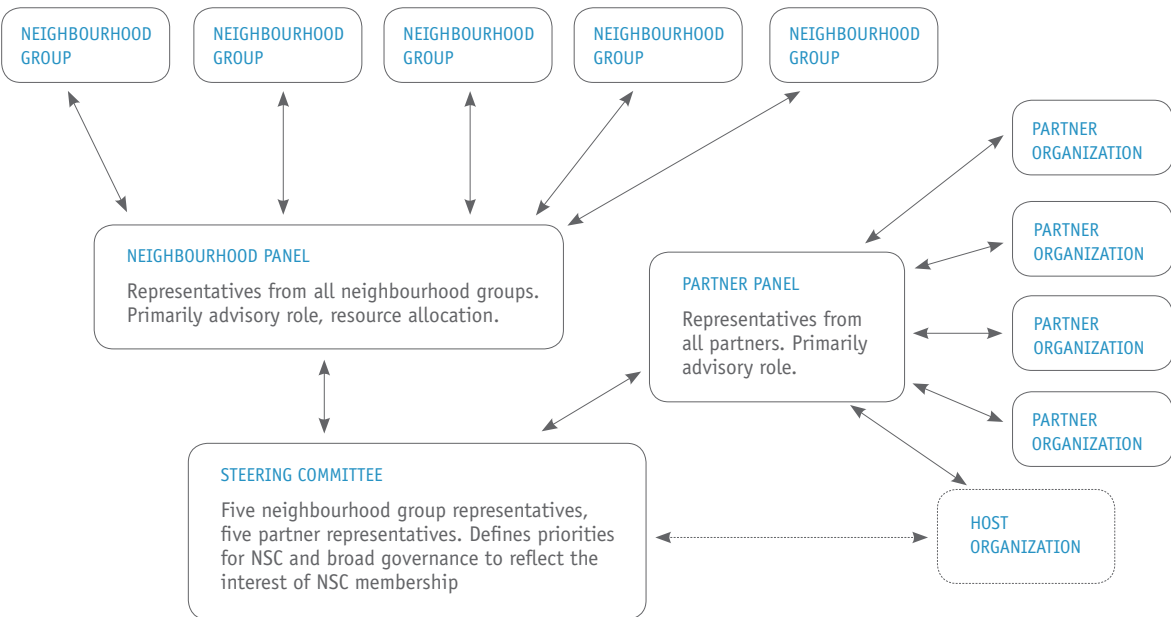 NEIGHBOURHOOD
GROUP
NEIGHBOURHOOD
GROUP
NEIGHBOURHOOD
GROUP
NEIGHBOURHOOD
GROUP
NEIGHBOURHOOD
GROUP
PARTNER
ORGANIZATION
PARTNER
ORGANIZATION
PARTNER
ORGANIZATION
PARTNER
ORGANIZATION
NEIGHBOURHOOD PANEL
Representatives from all neighbourhood groups.
Primarily advisory role, resource allocation.
PARTNER PANEL
Representatives from
all partners. Primarily
advisory role.
STEERING COMMITTEE
Five neighbourhood group representatives,
five partner representatives. Defines priorities
for NSC and broad governance to reflect the
interest of NSC membership
HOST
ORGANIZATION